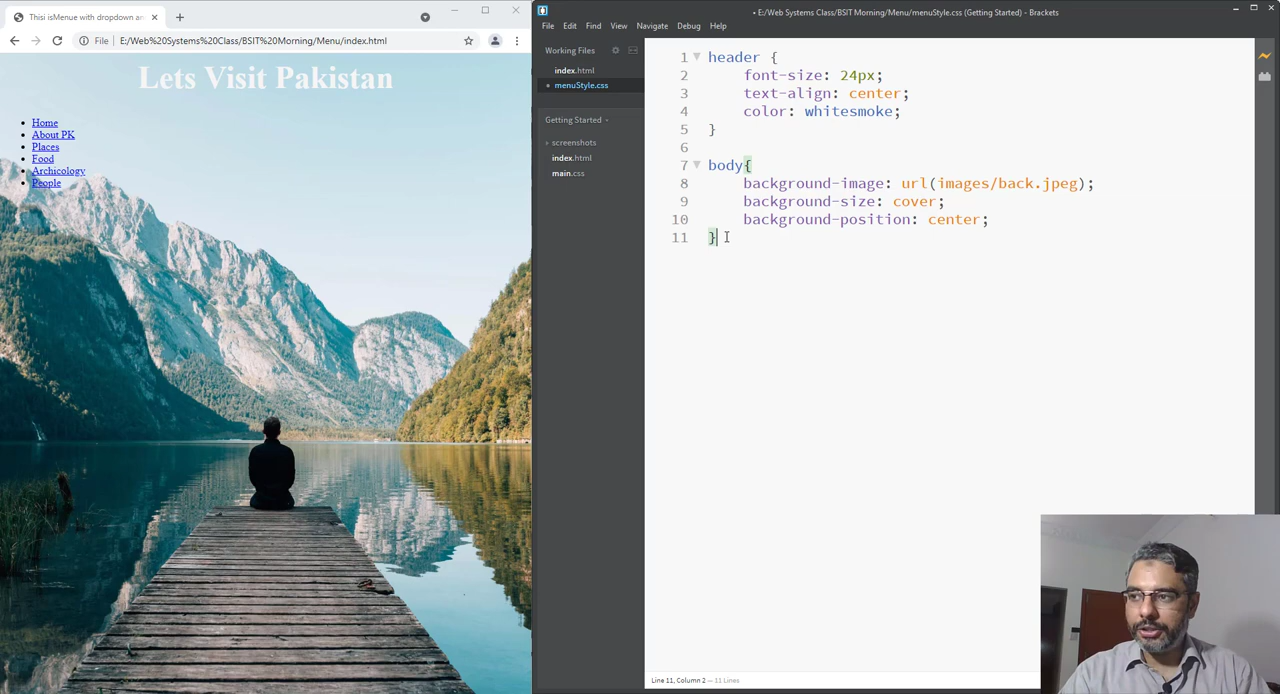 Thisi isMenue with dropdown an
File E:/Web%20Systems%20Class/BSIT%20Morning/Menu/index.html
Lets Visit Pakistan
Home
About PK
Places
Food
Archicology
People
• E:/Web Systems Class/BSIT Morning/Menu/menuStyle.css (Getting Started) - Brackets
File Edit Find View Navigate Debug Help
Working Files
index.html
menuStyle.css
Getting Started
screenshots
index.html
main.css
1 header {
2 font-size: 24px;
3 text-align: center;
4 color: whitesmoke;
5 }
6
7 body{
8 background-image: url(images/back.jpeg);
9 background-size: cover;
10 background-position: center;
11 }
Line 11, Column 2 — 11 Lines